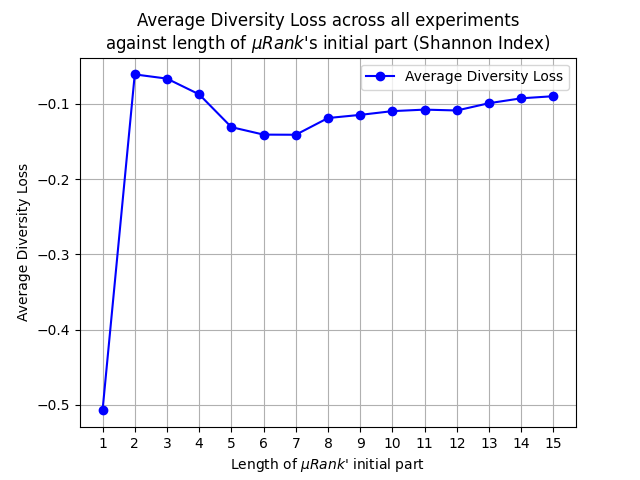 Average Diversity Loss across all experiments
against length of μRank's initial part (Shannon Index)
Average Diversity Loss
−0.1
−0.2
−0.3
−0.4
−0.5
Average Diversity Loss
1 2 3 4 5 6 7 8 9 10 11 12 13 14 15
Length of μRank' initial part